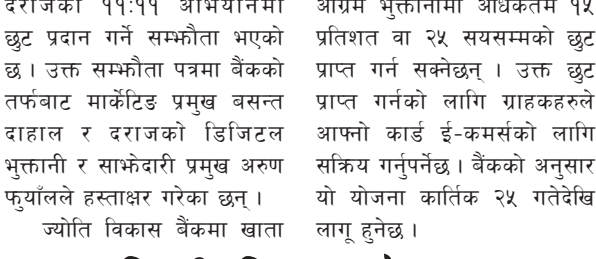 दराजको ११:११ अभियानमा
छुट प्रदान गर्ने सम्झौता भएको
छ । उक्त सम्झौता पत्रमा बैंकको
तर्फबाट मार्केटिङ प्रमुख बसन्त
दाहाल र दराजको डिजिटल
भुक्तानी र साझेदारी प्रमुख अरुण
फुयाँलले हस्ताक्षर गरेका छन् ।
ज्योति विकास बैंकमा खाता
अग्रिम भुक्तानीमा अधिकतम १५
प्रतिशत वा २५ सयसम्मको छुट
प्राप्त गर्न सक्नेछन् । उक्त छुट
प्राप्त गर्नको लागि ग्राहकहरुले
आफ्नो कार्ड ई-कमर्सको लागि
सक्रिय गर्नुपर्नेछ । बैंकको अनुसार
यो योजना कार्तिक २५ गतेदेखि
लागू हुनेछ ।